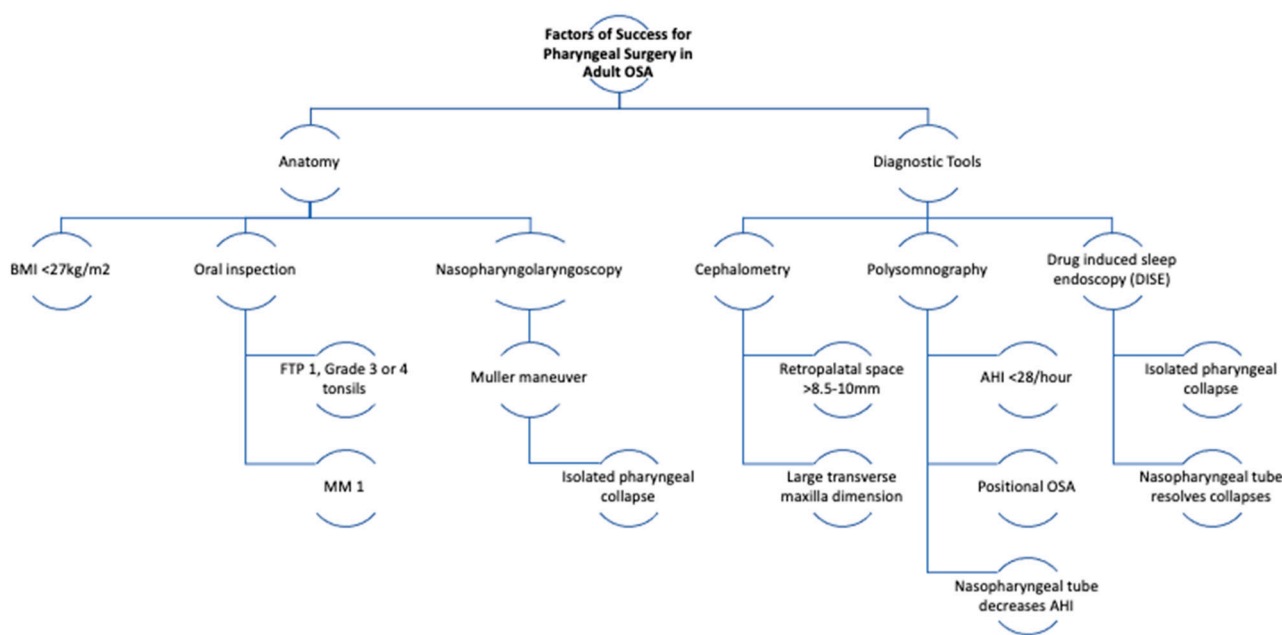 Factors of Success for
Pharyngeal Surgery in
Adult OSA
Anatomy
Diagnostic Tools
BMI <27kg/m2
Oral inspection
Nasopharyngolaryngoscopy
Cephalometry
Polysomnography
Drug induced sleep
endoscopy (DISE)
FTP 1, Grade 3 or 4
tonsils
Muller maneuver
Retropalatal space
>8.5-10mm
AHI <28/hour
Isolated pharyngeal
collapse
MM 1
Isolated pharyngeal
collapse
Large transverse
maxilla dimension
Positional OSA
Nasopharyngeal tube
resolves collapses
Nasopharyngeal tube
decreases AHI